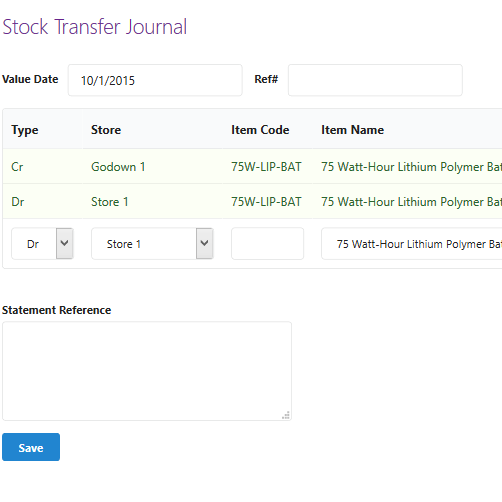 Stock Transfer Journal
Value Date 10/1/2015 Ref#
Type Store Item Code Item Name
Cr Godown 1 75W-LIP-BAT 75 Watt-Hour Lithium Polymer Bat
Dr Store 1 75W-LIP-BAT 75 Watt-Hour Lithium Polymer Bat
Dr Store 1 75 Watt-Hour Lithium Polymer Ba
Statement Reference
Save